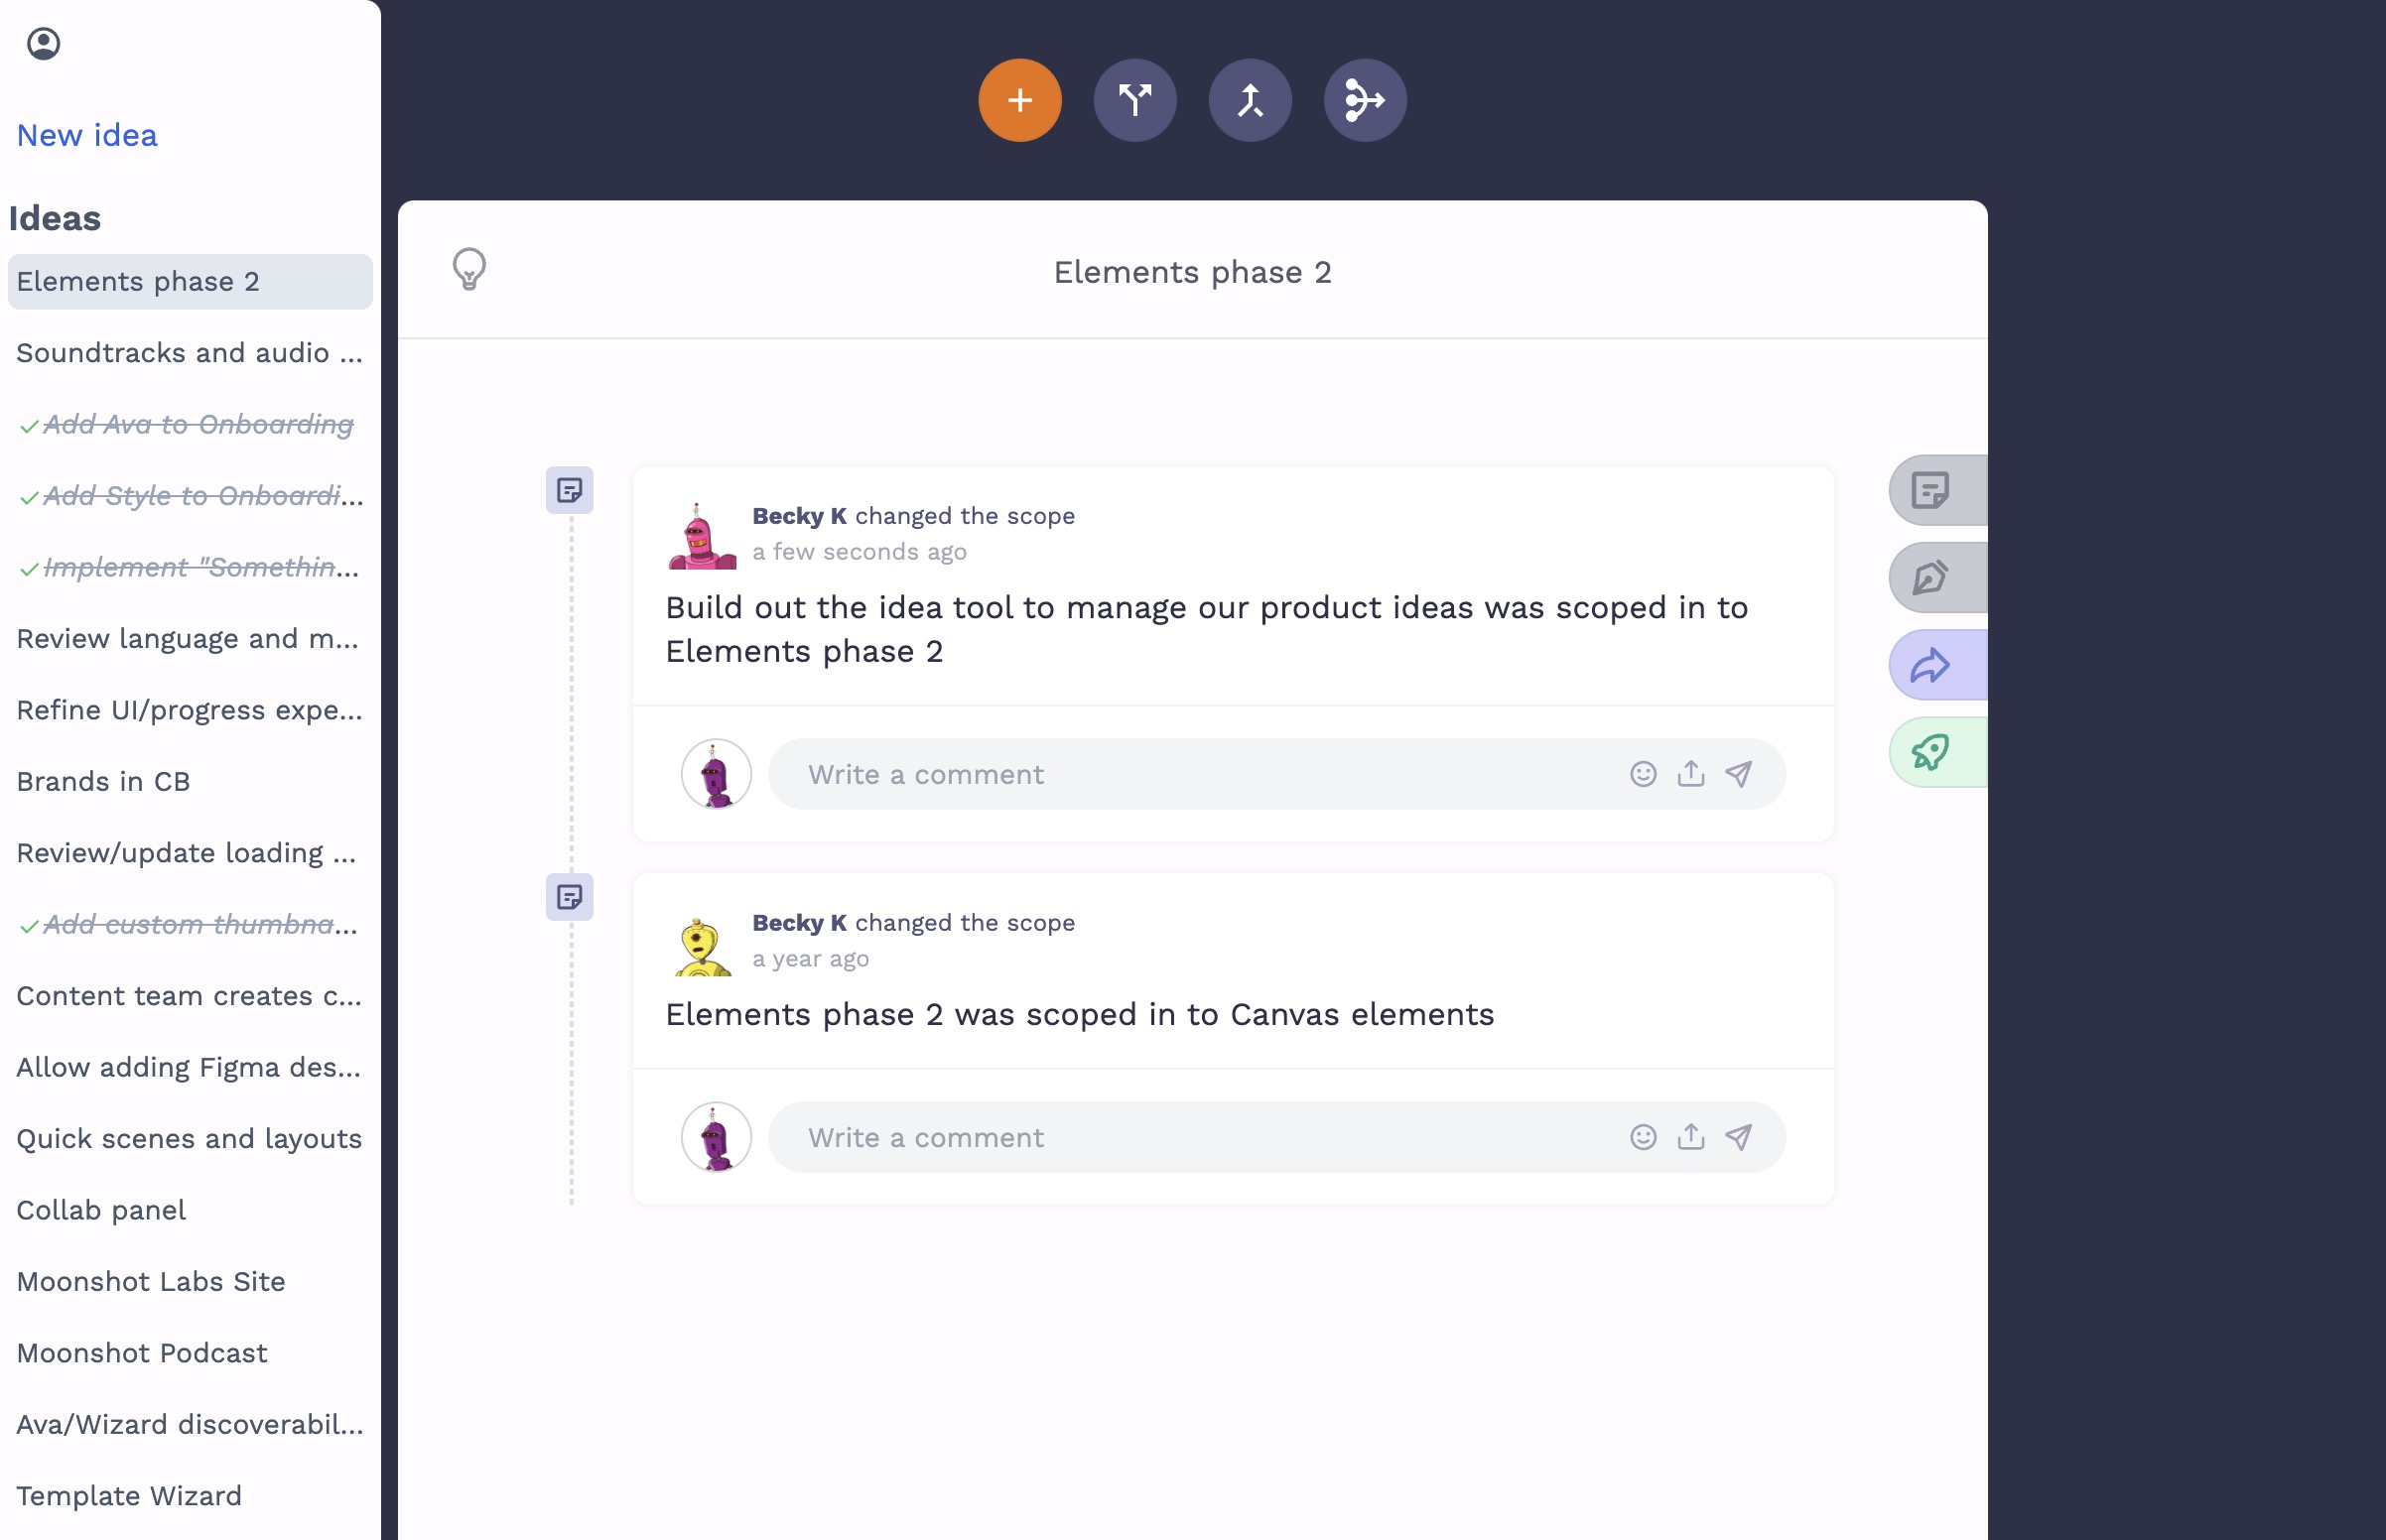 New idea
Ideas
Elements phase 2
Soundtracks and audio ...
Add Ava to Onboarding
Add Style to Onboardi...
Implement "Somethin...
Review language and m...
Refine UI/progress expe...
Brands in CB
Review/update loading ...
Add custom thumbna...
Content team creates c...
Allow adding Figma des...
Quick scenes and layouts
Collab panel
Moonshot Labs Site
Moonshot Podcast
Ava/Wizard discoverabil...
Template Wizard
Elements phase 2
Becky K changed the scope
a few seconds ago
Build out the idea tool to manage our product ideas was scoped in to
Elements phase 2
Write a comment
Becky K changed the scope
a year ago
Elements phase 2 was scoped in to Canvas elements
Write a comment